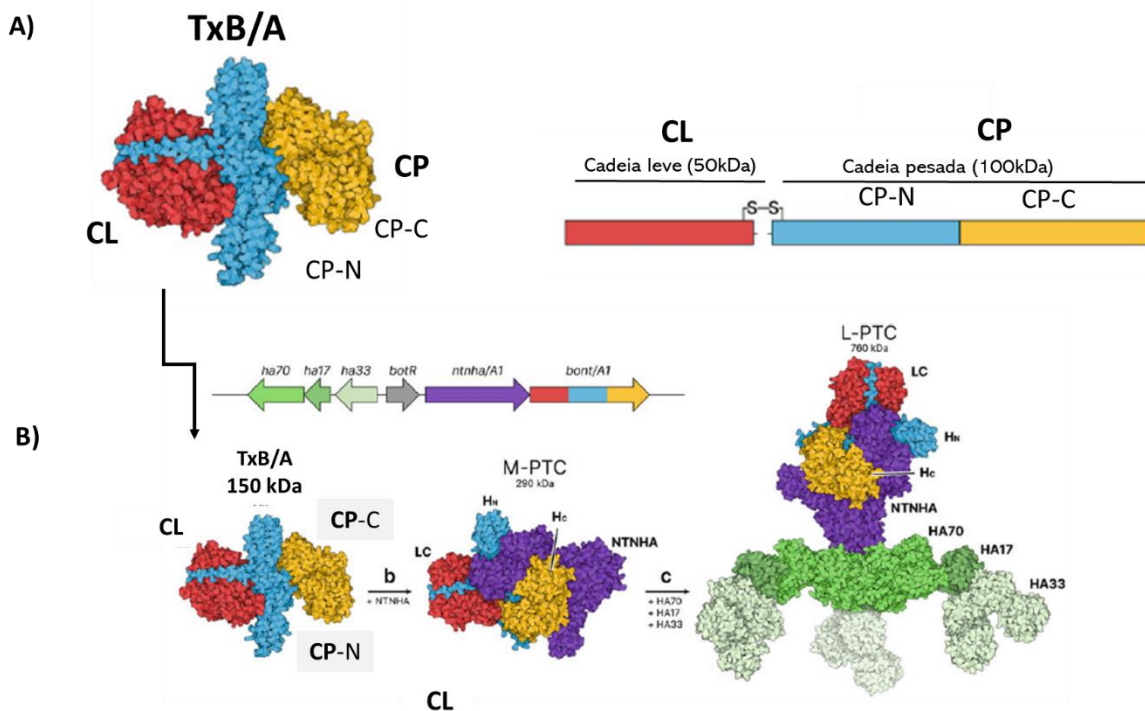 A)
TxB/A
CL
CP
CP-C
CP-N
CL
CP
Cadeia leve (50kDa)
Cadeia pesada (100kDa)
CP-N
CP-C
S-S
B)
ha70
ha17
ha33
botR
ntnha/A1
bont/A1
TxB/A
150 kDa
CL
CP-C
CP-N
b
+ NTNHA
M-PTC
290 kDa
HN
LC
HC
NTNHA
c
+ HA70
+ HA17
+ HA33
L-PTC
760 kDa
LC
HN
HC
NTNHA
HA70
HA17
HA33
CL